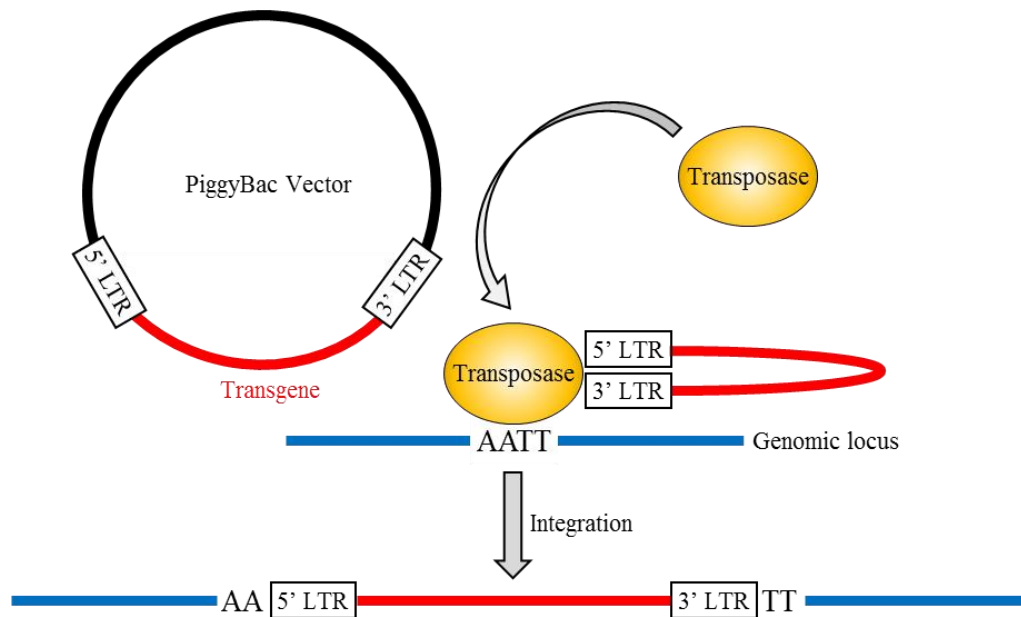 PiggyBac Vector
Transposase
5’ LTR
3’ LTR
Transgene
Transposase
5’ LTR
3’ LTR
AATT
Genomic locus
Integration
AA
5’ LTR
3’ LTR
TT